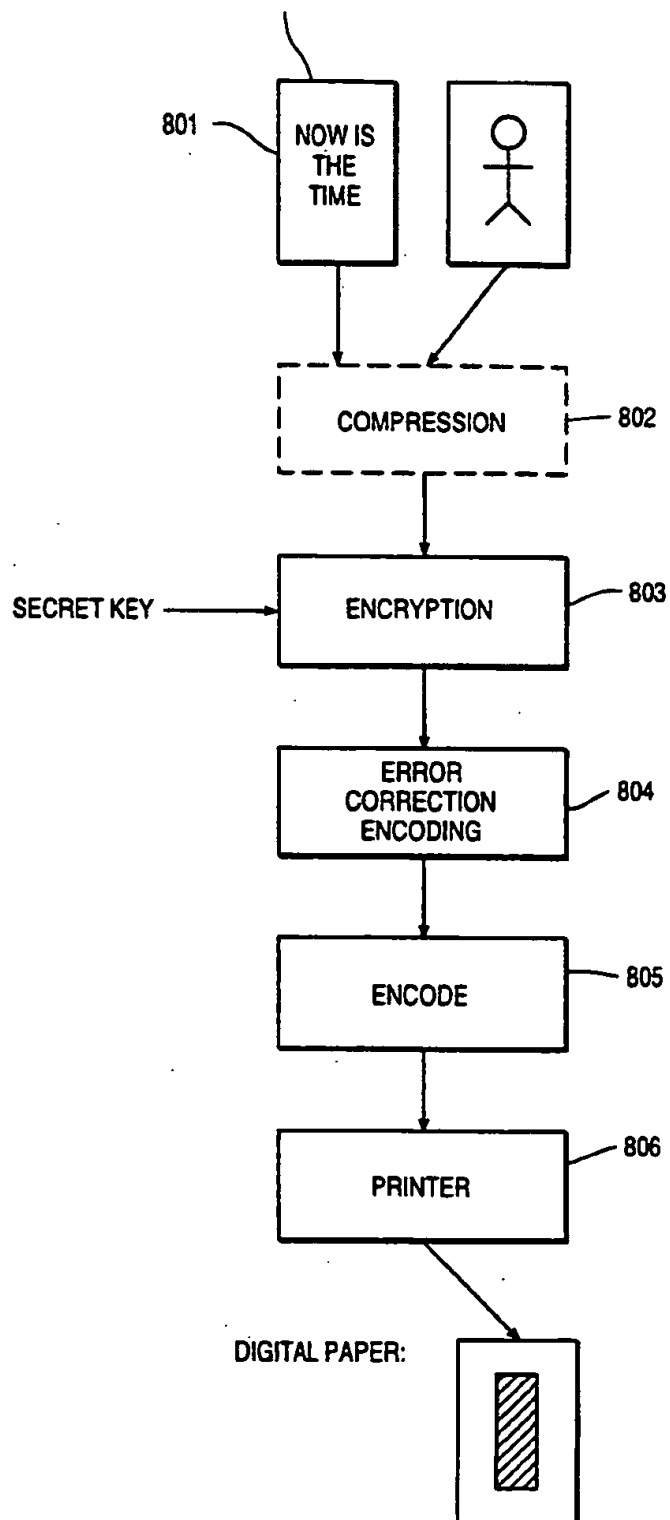 801
NOW IS
THE
TIME
COMPRESSION
802
SECRET KEY
ENCRYPTION
803
ERROR
CORRECTION
ENCODING
804
ENCODE
805
PRINTER
806
DIGITAL PAPER: